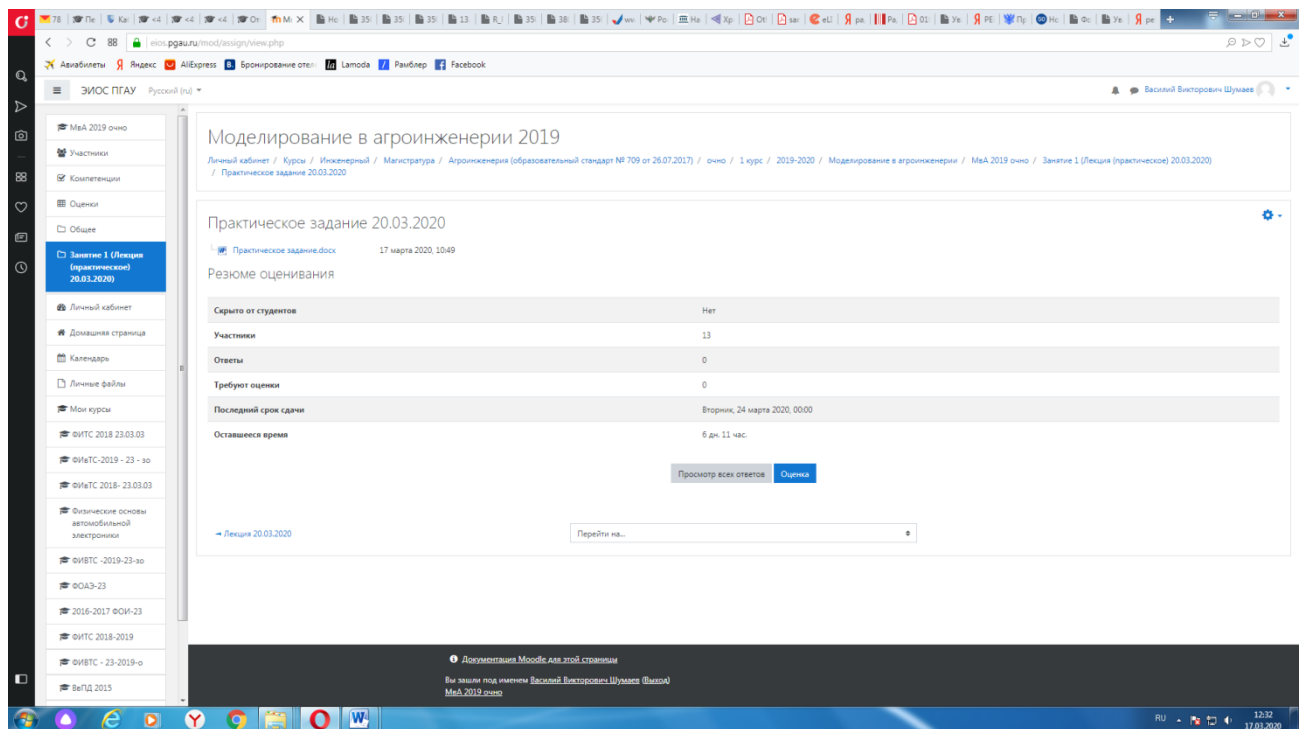 eios.pgau.ru/mod/assign/view.php
Авиабилеты Яндекс AliExpress Бронирование отел Lamoda Рамблер Facebook
ЭИОС ПГАУ Русский (ru)
Василий Викторович Шумаев
МвА 2019 очно
Участники
Компетенции
Оценки
Общее
Занятие 1 (Лекция
(практическое)
20.03.2020)
Личный кабинет
Домашняя страница
Календарь
Личные файлы
Мои курсы
ФИТС 2018 23.03.03
ФИвТС-2019 - 23 - зо
ФИвТС 2018- 23.03.03
Физические основы
автомобильной
электроники
ФИВТС -2019-23-зо
ФОАЭ-23
2016-2017 ФОИ-23
ФИТС 2018-2019
ФИВТС - 23-2019-о
ВвПД 2015
Моделирование в агроинженерии 2019
Личный кабинет / Курсы / Инженерный / Магистратура / Агроинженерия (образовательный стандарт № 709 от 26.07.2017) / очно / 1 курс / 2019-2020 / Моделирование в агроинженерии / МвА 2019 очно / Занятие 1 (Лекция (практическое) 20.03.2020)
/ Практическое задание 20.03.2020
Практическое задание 20.03.2020
Практическое задание.docx 17 марта 2020, 10:49
Резюме оценивания
Скрыто от студентов Нет
Участники 13
Ответы 0
Требуют оценки 0
Последний срок сдачи Вторник, 24 марта 2020, 00:00
Оставшееся время 6 дн. 11 час.
Просмотр всех ответов Оценка
Лекция 20.03.2020 Перейти на...
Документация Moodle для этой страницы
Вы зашли под именем Василий Викторович Шумаев (Выход)
МвА 2019 очно
RU 12:32
17.03.2020